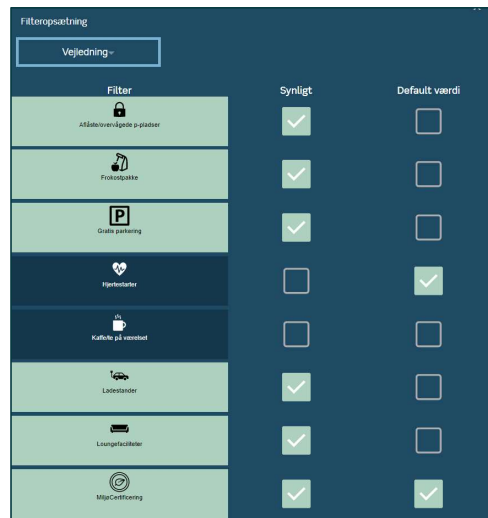 Filteropsætning
Vejledning
Filter Synligt Default værdi
Aflåste/overvågede p-pladser
Frokostpakke
P
Gratis parkering
Hjertestarter
Kaffe/te på værelset
Ladestander
Loungefaciliteter
MiljøCertificering